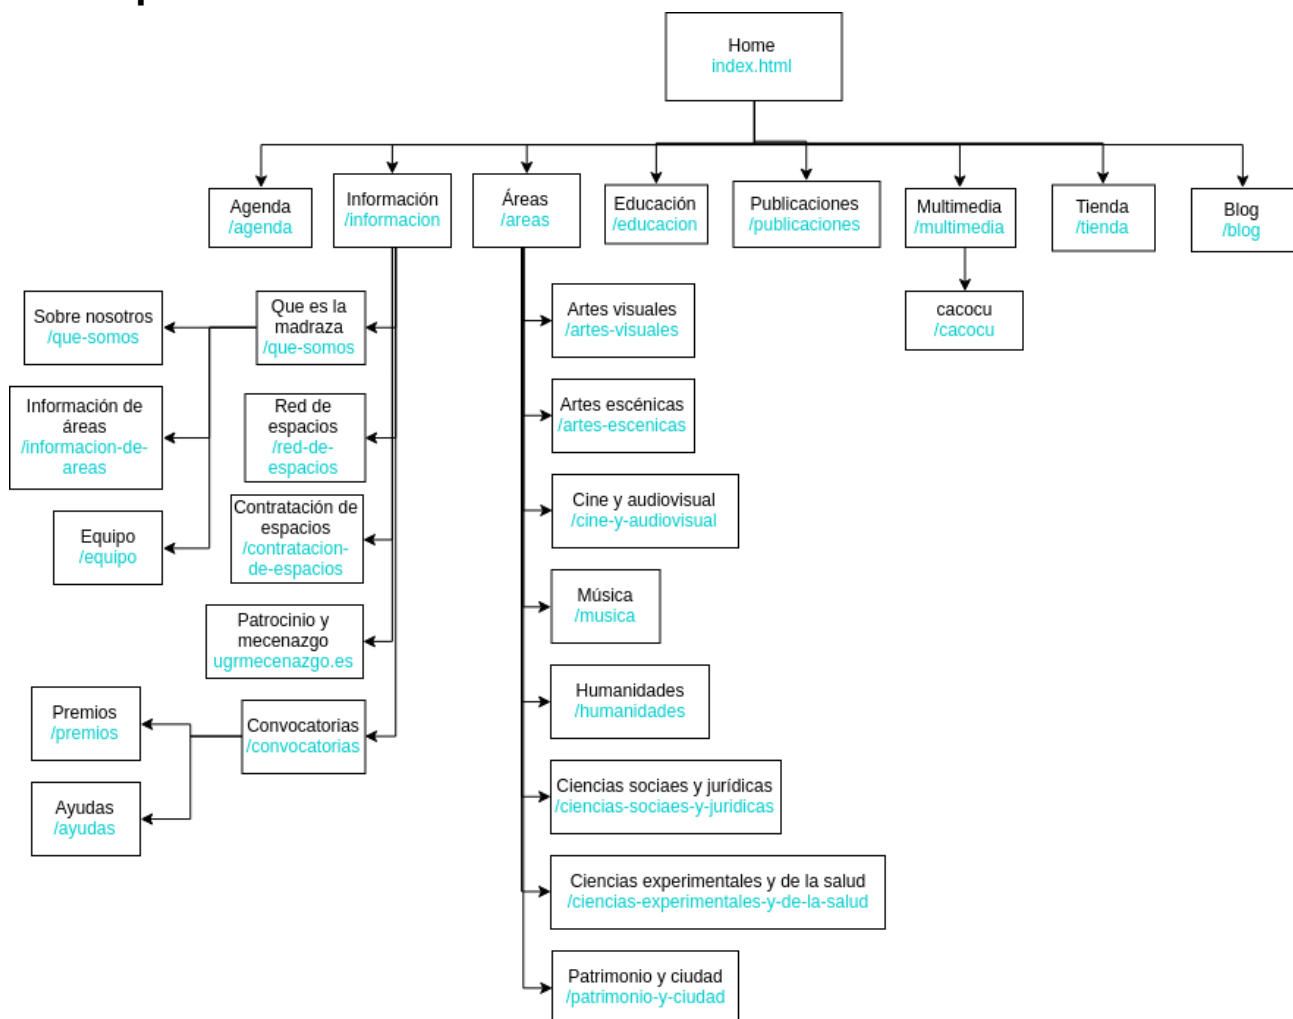 Home
index.html
Agenda
/agenda
Información
/informacion
Áreas
/areas
Educación
/educacion
Publicaciones
/publicaciones
Multimedia
/multimedia
Tienda
/tienda
Blog
/blog
Sobre nosotros
/que-somos
Que es la
madraza
/que-somos
Información de
áreas
/informacion-de-
areas
Red de
espacios
/red-de-
espacios
Equipo
/equipo
Contratación de
espacios
/contratacion-
de-espacios
Patrocinio y
mecenazgo
ugrmecenazgo.es
Premios
/premios
Convocatorias
/convocatorias
Ayudas
/ayudas
Artes visuales
/artes-visuales
Artes escénicas
/artes-escenicas
Cine y audiovisual
/cine-y-audiovisual
Música
/musica
Humanidades
/humanidades
Ciencias sociaes y jurídicas
/ciencias-sociaes-y-juridicas
Ciencias experimentales y de la salud
/ciencias-experimentales-y-de-la-salud
Patrimonio y ciudad
/patrimonio-y-ciudad
cacocu
/cacocu